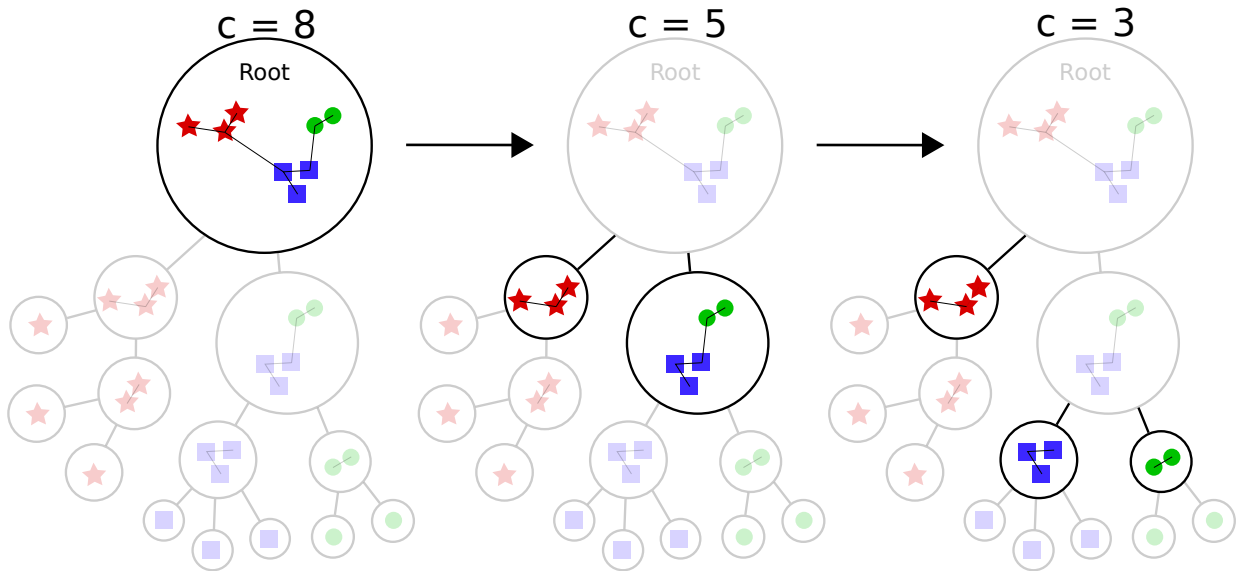 c = 8
c = 5
c = 3
Root
Root
Root